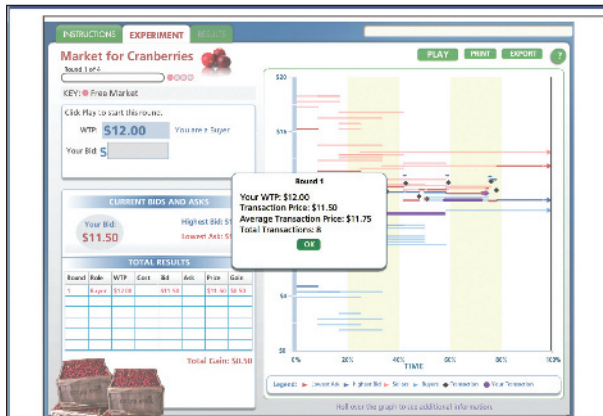 INSTRUCTIONS EXPERIMENT RESULTS
Market for Cranberries
PLAY PRINT EXPORT ?
Round 1 of 4
KEY: Free Market
Click Play to start this round.
WTP: $12.00 You are a Buyer
Your Bid: $
CURRENT BIDS AND ASKS
Your Bid: $11.50
Highest Bid:
Lowest Ask:
TOTAL RESULTS
Round Role WTP Cost Bid Ask Price Gain
1 Buyer $12.00 $11.50 $11.50 $0.50
Total Gain: $0.50
Round 1
Your WTP: $12.00
Transaction Price: $11.50
Average Transaction Price: $11.75
Total Transactions: 8
OK
$20
$16
$4
$0
0% 20% 40% 60% 80% 100%
TIME
Legend: Lowest Ask Highest Bid Sellers Buyers Transaction Your Transaction
Roll over the graph to see additional information.